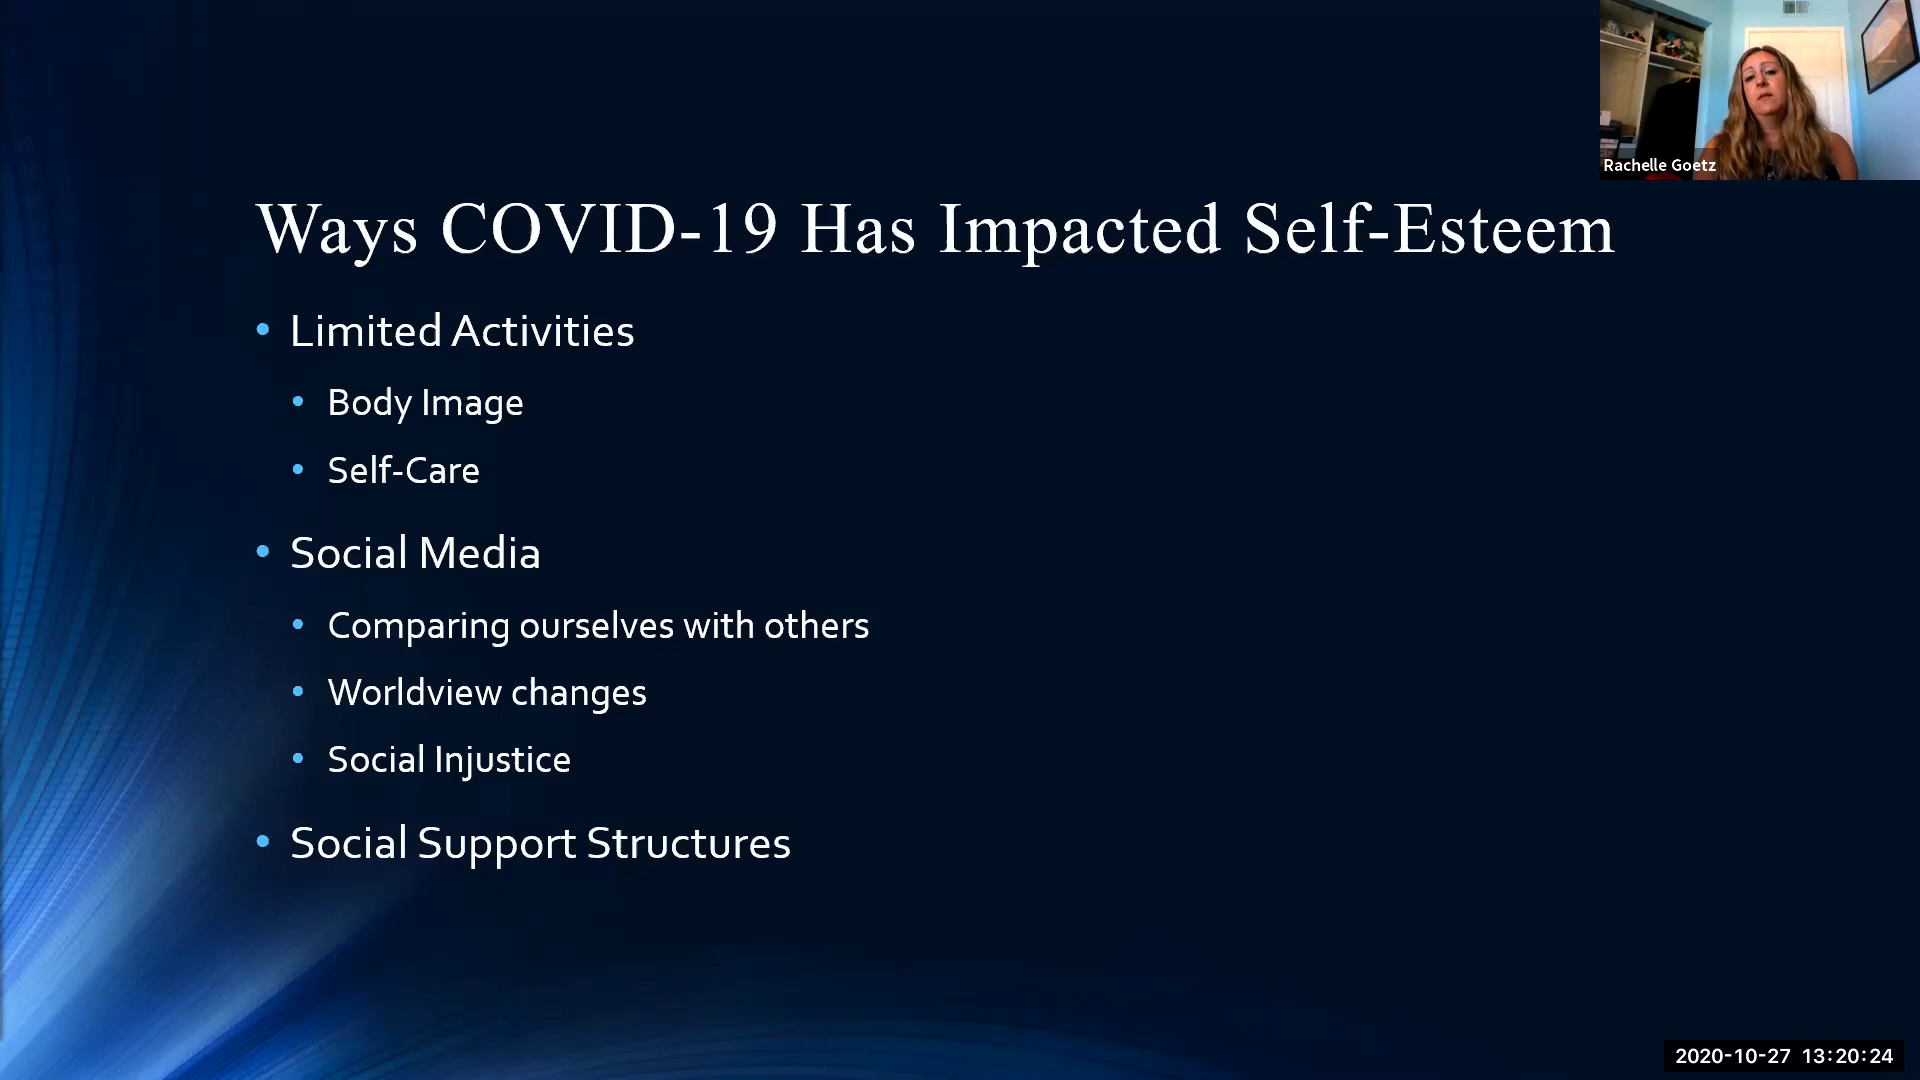 Rachelle Goetz
Ways COVID-19 Has Impacted Self-Esteem
• Limited Activities
• Body Image
• Self-Care
• Social Media
• Comparing ourselves with others
• Worldview changes
• Social Injustice
• Social Support Structures
2020-10-27 13:20:24